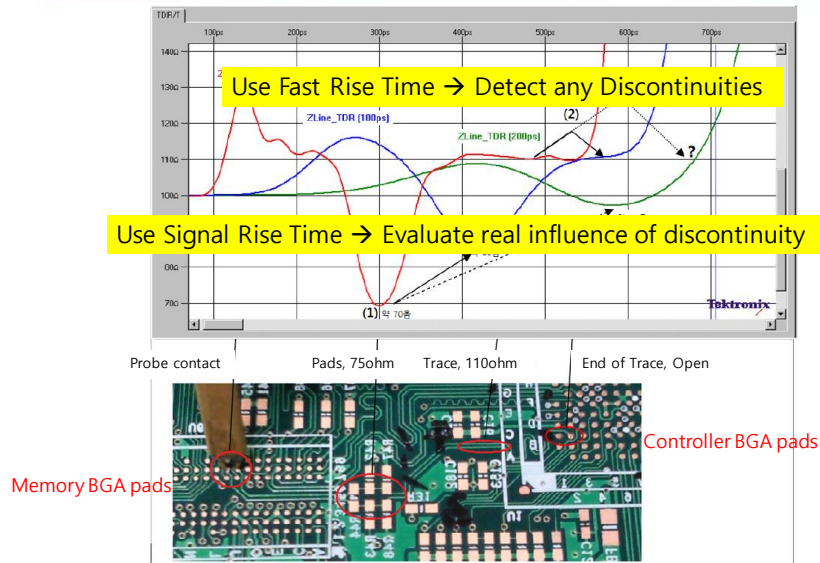 TDR/T
100ps 200ps 300ps 400ps 500ps 600ps 700ps
140Ω
130Ω
Use Fast Rise Time → Detect any Discontinuities
120Ω
ZLine_TDR (100ps)
(2)
ZLine_TDR (200ps)
?
110Ω
100Ω
Use Signal Rise Time → Evaluate real influence of discontinuity
80Ω
70Ω
(1) 약 70옴
Tektronix
Probe contact
Pads, 75ohm
Trace, 110ohm
End of Trace, Open
Controller BGA pads
Memory BGA pads